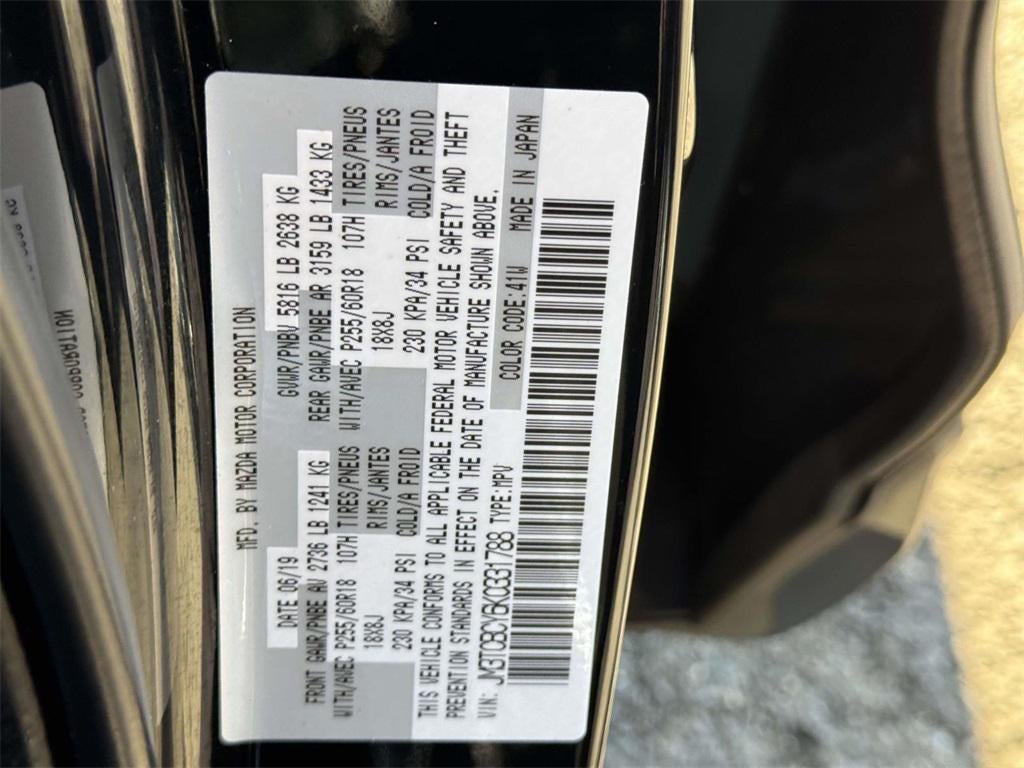 MFD. BY MAZDA MOTOR CORPORATION
DATE 06/19 GVWR/PNBV 5816 LB 2638 KG
FRONT GAWR/PNBE AV 2736 LB 1241 KG REAR GAWR/PNBE AR 3159 LB 1433 KG
WITH/AVEC P255/60R18 107H TIRES/PNEUS WITH/AVEC P255/60R18 107H TIRES/PNEUS
18X8J RIMS/JANTES 18X8J RIMS/JANTES
230 KPA/34 PSI COLD/A FROID 230 KPA/34 PSI COLD/A FROID
THIS VEHICLE CONFORMS TO ALL APPLICABLE FEDERAL MOTOR VEHICLE SAFETY AND THEFT
PREVENTION STANDARDS IN EFFECT ON THE DATE OF MANUFACTURE SHOWN ABOVE.
VIN: JM3TCBCY6K0331788 TYPE:MPV COLOR CODE:41W MADE IN JAPAN